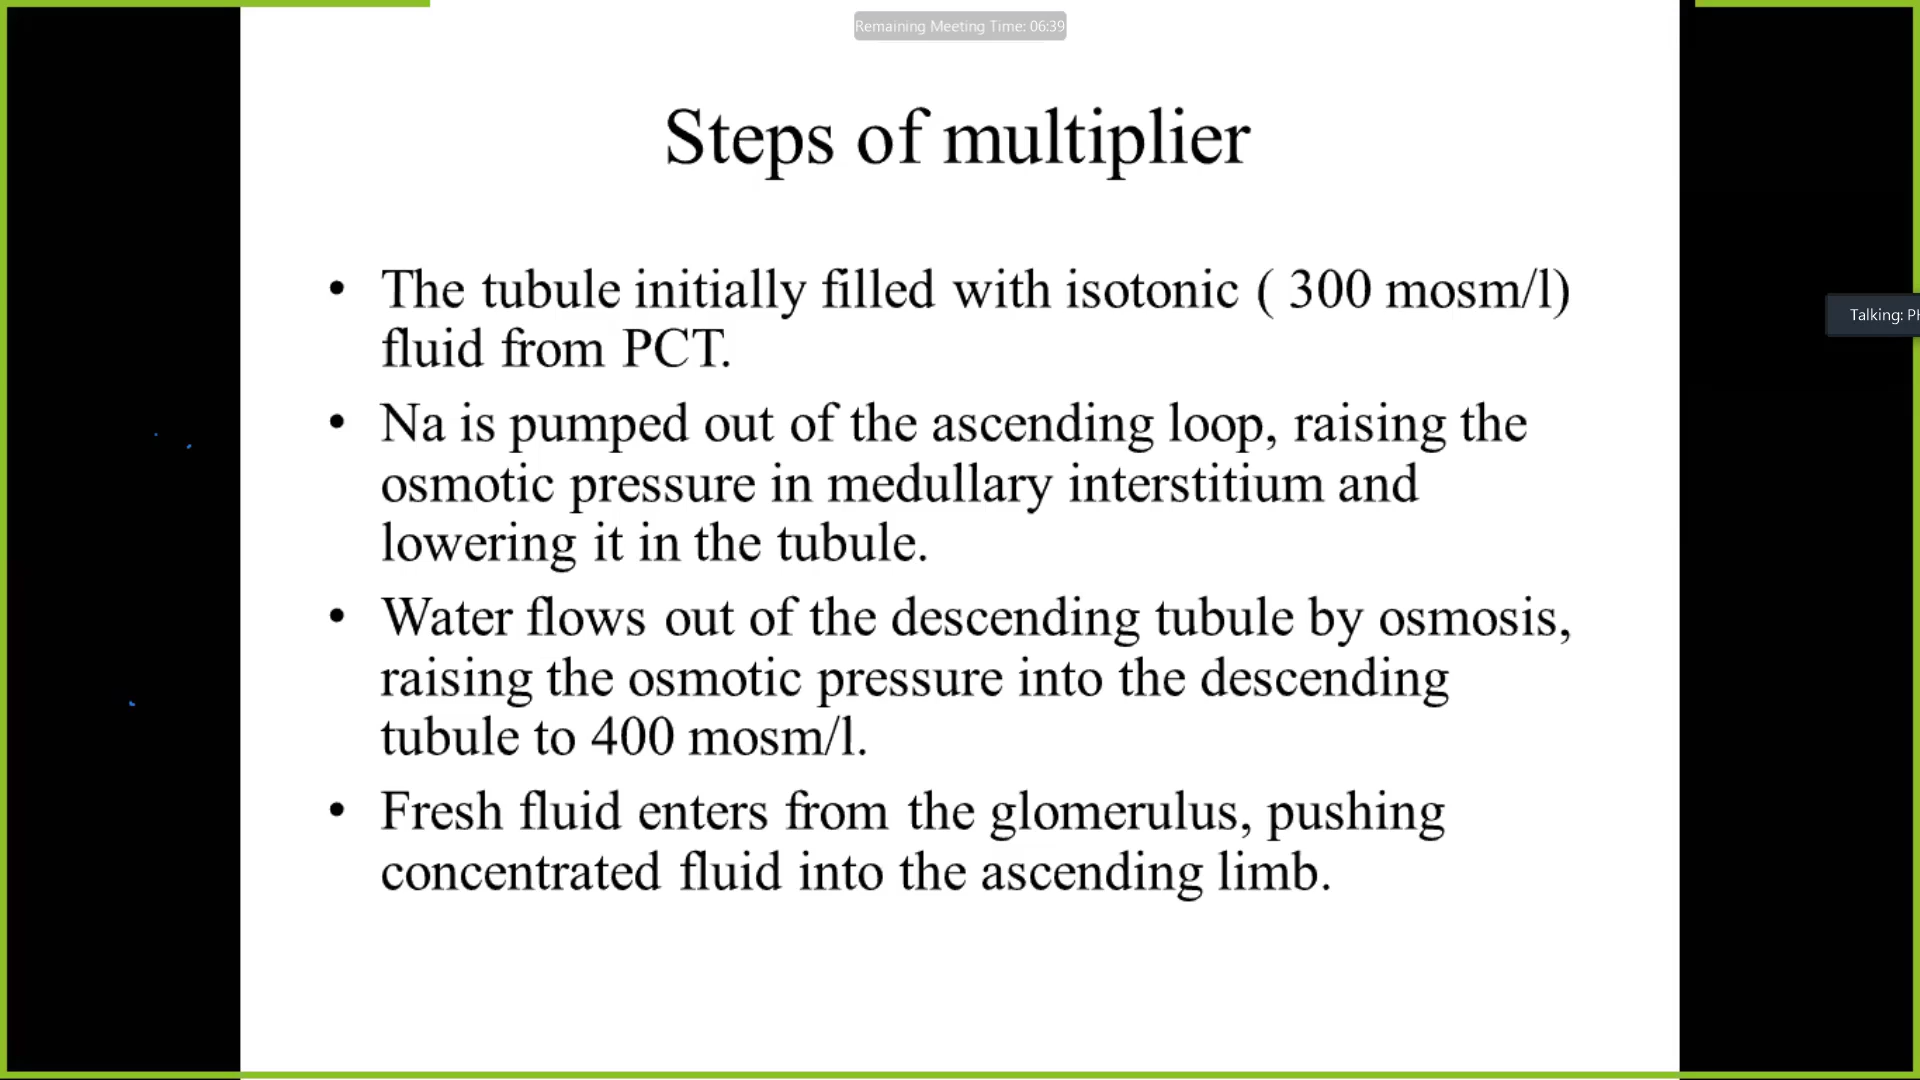 Remaining Meeting Time: 06:39
Steps of multiplier
• The tubule initially filled with isotonic ( 300 mosm/l)
fluid from PCT.
• Na is pumped out of the ascending loop, raising the
osmotic pressure in medullary interstitium and
lowering it in the tubule.
• Water flows out of the descending tubule by osmosis,
raising the osmotic pressure into the descending
tubule to 400 mosm/l.
• Fresh fluid enters from the glomerulus, pushing
concentrated fluid into the ascending limb.
Talking: